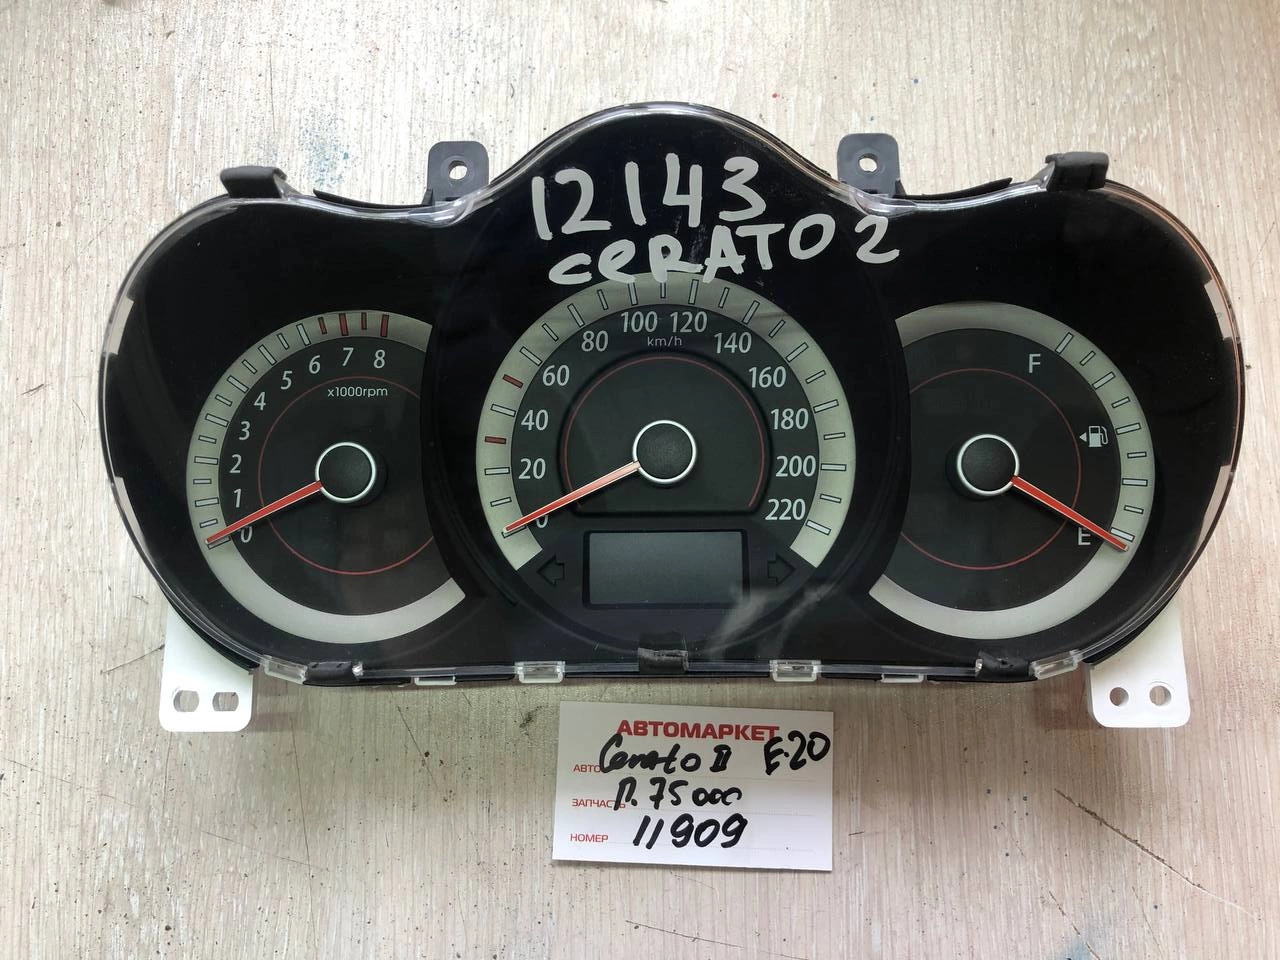 12143
CERATO 2
0 1 2 3 4 5 6 7 8
x1000rpm
0 20 40 60 80 100 120 140 160 180 200 220
km/h
F
E
АВТОМАРКЕТ
АВТО Cerato II E-20
ЗАПЧАСТЬ П. 75000
НОМЕР 11909